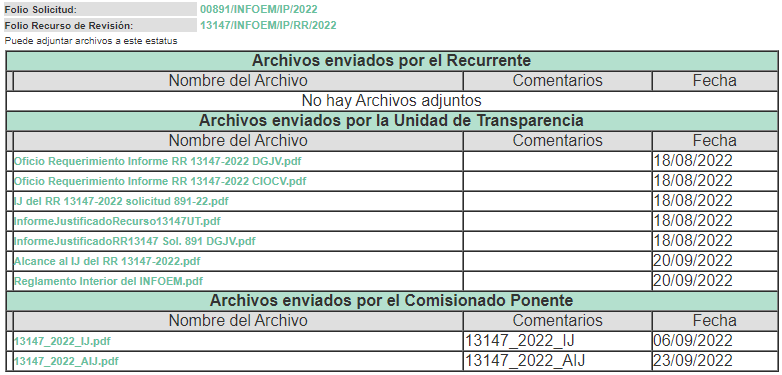 Folio Solicitud: 00891/INFOEM/IP/2022
Folio Recurso de Revisión: 13147/INFOEM/IP/RR/2022
Puede adjuntar archivos a este estatus
Archivos enviados por el Recurrente
Nombre del Archivo Comentarios Fecha
No hay Archivos adjuntos
Archivos enviados por la Unidad de Transparencia
Nombre del Archivo Comentarios Fecha
Oficio Requerimiento Informe RR 13147-2022 DGJV.pdf 18/08/2022
Oficio Requerimiento Informe RR 13147-2022 CIOCV.pdf 18/08/2022
IJ del RR 13147-2022 solicitud 891-22.pdf 18/08/2022
InformeJustificadoRecurso13147UT.pdf 18/08/2022
InformeJustificadoRR13147 Sol. 891 DGJV.pdf 18/08/2022
Alcance al IJ del RR 13147-2022.pdf 20/09/2022
Reglamento Interior del INFOEM.pdf 20/09/2022
Archivos enviados por el Comisionado Ponente
Nombre del Archivo Comentarios Fecha
13147_2022_IJ.pdf 13147_2022_IJ 06/09/2022
13147_2022_AIJ.pdf 13147_2022_AIJ 23/09/2022